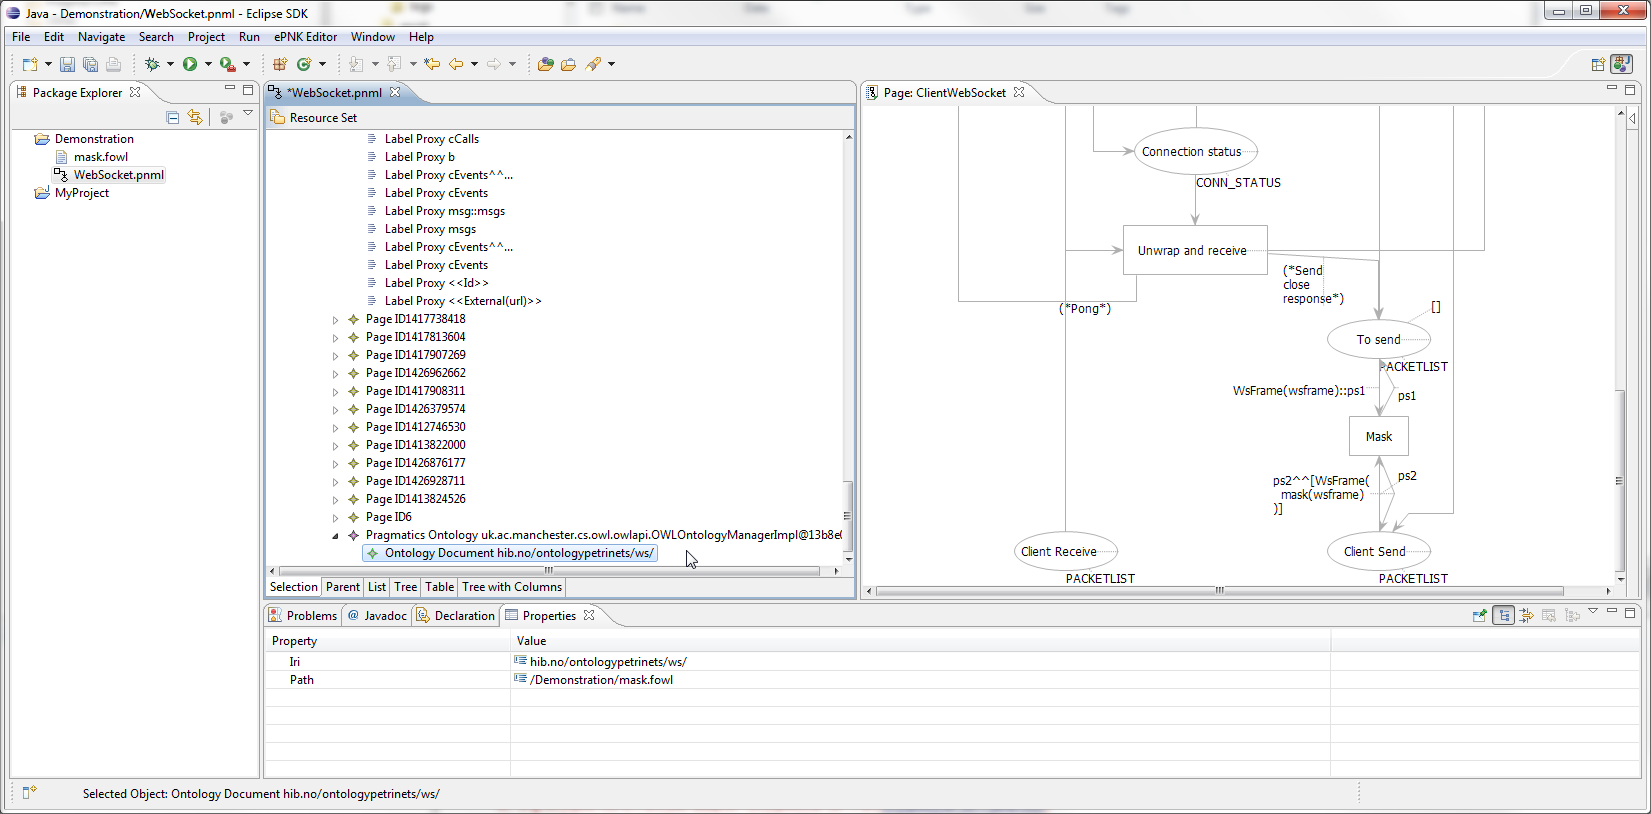 Java - Demonstration/WebSocket.pnml - Eclipse SDK
File Edit Navigate Search Project Run ePNK Editor Window Help
Package Explorer
Demonstration
mask.fowl
WebSocket.pnml
MyProject
*WebSocket.pnml
Resource Set
Label Proxy cCalls
Label Proxy b
Label Proxy cEvents^^...
Label Proxy cEvents
Label Proxy msg::msgs
Label Proxy msgs
Label Proxy cEvents^^...
Label Proxy cEvents
Label Proxy <<Id>>
Label Proxy <<External(url)>>
Page ID1417738418
Page ID1417813604
Page ID1417907269
Page ID1426962662
Page ID1417908311
Page ID1426379574
Page ID1412746530
Page ID1413822000
Page ID1426876177
Page ID1426928711
Page ID1413824526
Page ID6
Pragmatics Ontology uk.ac.manchester.cs.owl.owlapi.OWLOntologyManagerImpl@13b8e
Ontology Document hib.no/ontologypetrinets/ws/
Selection Parent List Tree Table Tree with Columns
Page: ClientWebSocket
Connection status
CONN_STATUS
Unwrap and receive
(*Send
close
response*)
(*Pong*)
[]
To send
PACKETLIST
WsFrame(wsframe)::ps1
ps1
Mask
ps2
ps2^^[WsFrame(
mask(wsframe)
)]
Client Receive
PACKETLIST
Client Send
PACKETLIST
Problems @ Javadoc Declaration Properties
Property Value
Iri hib.no/ontologypetrinets/ws/
Path /Demonstration/mask.fowl
Selected Object: Ontology Document hib.no/ontologypetrinets/ws/